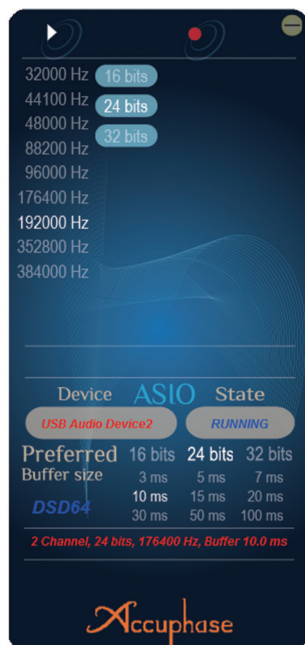 32000 Hz 16 bits
44100 Hz 24 bits
48000 Hz 32 bits
88200 Hz
96000 Hz
176400 Hz
192000 Hz
352800 Hz
384000 Hz
Device ASIO State
USB Audio Device2 RUNNING
Preferred 16 bits 24 bits 32 bits
Buffer size 3 ms 5 ms 7 ms
DSD64 10 ms 15 ms 20 ms
30 ms 50 ms 100 ms
2 Channel, 24 bits, 176400 Hz, Buffer 10.0 ms
Accuphase